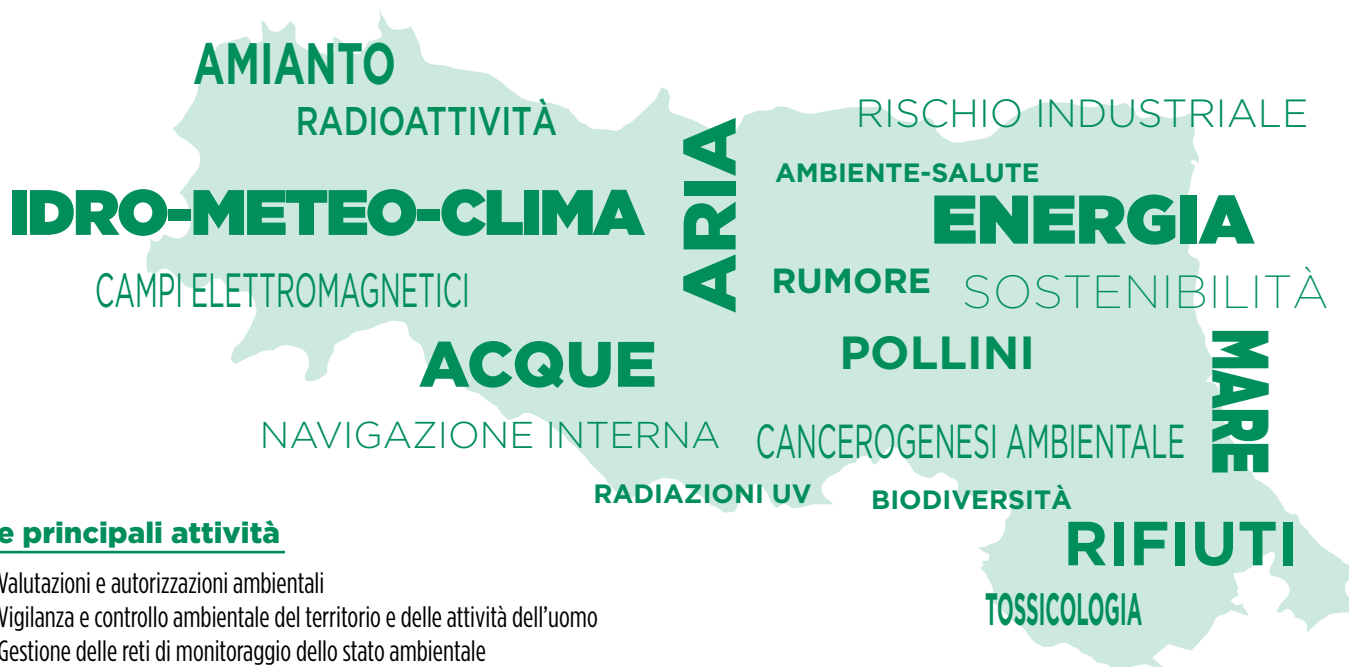 AMIANTO
RADIOATTIVITÀ
RISCHIO INDUSTRIALE
ARIA
AMBIENTE-SALUTE
IDRO-METEO-CLIMA
ENERGIA
CAMPI ELETTROMAGNETICI
RUMORE
SOSTENIBILITÀ
ACQUE
POLLINI
MARE
NAVIGAZIONE INTERNA
CANCEROGENESI AMBIENTALE
RADIAZIONI UV
BIODIVERSITÀ
RIFIUTI
TOSSICOLOGIA
e principali attività
Valutazioni e autorizzazioni ambientali
Vigilanza e controllo ambientale del territorio e delle attività dell'uomo
Gestione delle reti di monitoraggio dello stato ambientale